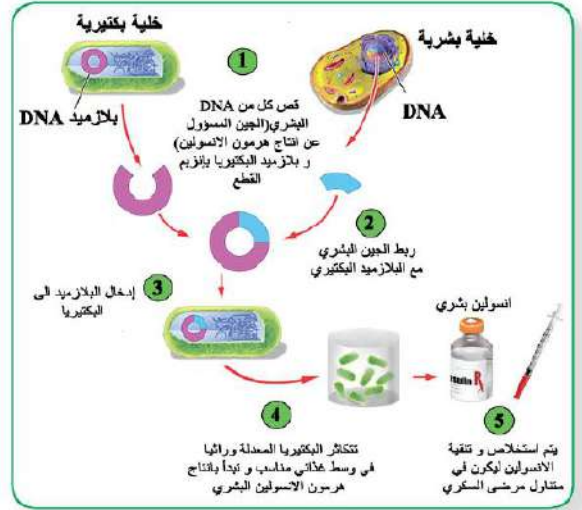 خلية بكتيرية
بلازميد DNA
خلية بشرية
DNA
1
قص كل من DNA
البشري(الجين المسؤول
عن انتاج هرمون الانسولين)
و بلازميد البكتيريا بإنزيم
القطع
2
ربط الجين البشري
مع البلازميد البكتيري
3
إدخال البلازميد الى
البكتيريا
4
تتكاثر البكتيريا المعدلة وراثيا
في وسط غذائي مناسب و تبدأ بانتاج
هرمون الانسولين البشري
انسولين بشري
5
يتم استخلاص و تنقية
الانسولين ليكون في
متناول مرضى السكري